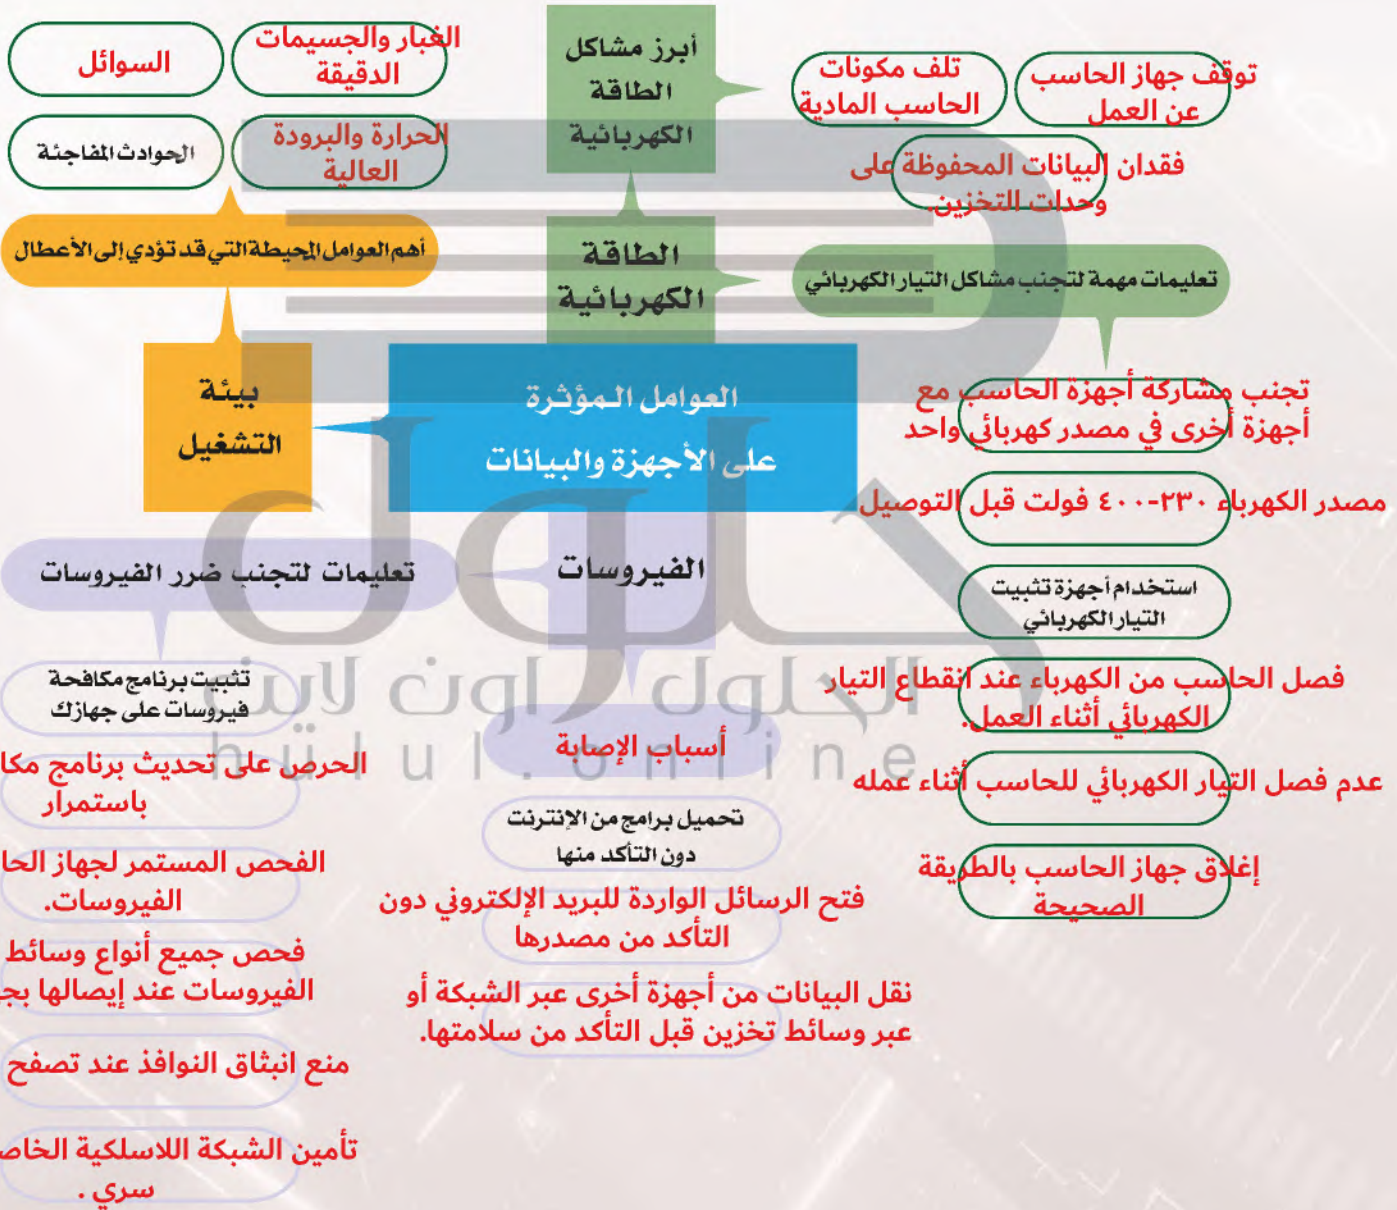 أبرز مشاكل
الطاقة
الكهربائية
توقف جهاز الحاسب
عن العمل
تلف مكونات
الحاسب المادية
فقدان البيانات المحفوظة على
وحدات التخزين.
الغبار والجسيمات
الدقيقة
السوائل
الحرارة والبرودة
العالية
الحوادث المفاجئة
أهم العوامل المحيطة التي قد تؤدي إلى الأعطال
الطاقة
الكهربائية
تعليمات مهمة لتجنب مشاكل التيار الكهربائي
العوامل المؤثرة
على الأجهزة والبيانات
بيئة
التشغيل
تجنب مشاركة أجهزة الحاسب مع
أجهزة أخرى في مصدر كهربائي واحد
مصدر الكهرباء ٢٣٠-٤٠٠ فولت قبل التوصيل
استخدام أجهزة تثبيت
التيار الكهربائي
فصل الحاسب من الكهرباء عند انقطاع التيار
الكهربائي أثناء العمل.
عدم فصل التيار الكهربائي للحاسب أثناء عمله
إغلاق جهاز الحاسب بالطريقة
الصحيحة
الفيروسات
أسباب الإصابة
تحميل برامج من الإنترنت
دون التأكد منها
فتح الرسائل الواردة للبريد الإلكتروني دون
التأكد من مصدرها
نقل البيانات من أجهزة أخرى عبر الشبكة أو
عبر وسائط تخزين قبل التأكد من سلامتها.
تعليمات لتجنب ضرر الفيروسات
تثبيت برنامج مكافحة
فيروسات على جهازك
الحرص على تحديث برنامج
باستمرار
الفحص المستمر لجهاز
الفيروسات.
فحص جميع أنواع وسائط
الفيروسات عند إيصالها
منع انبثاق النوافذ عند تصفح
تأمين الشبكة اللاسلكية
سري .
حلول
الحلول اون لاين
hulul.online